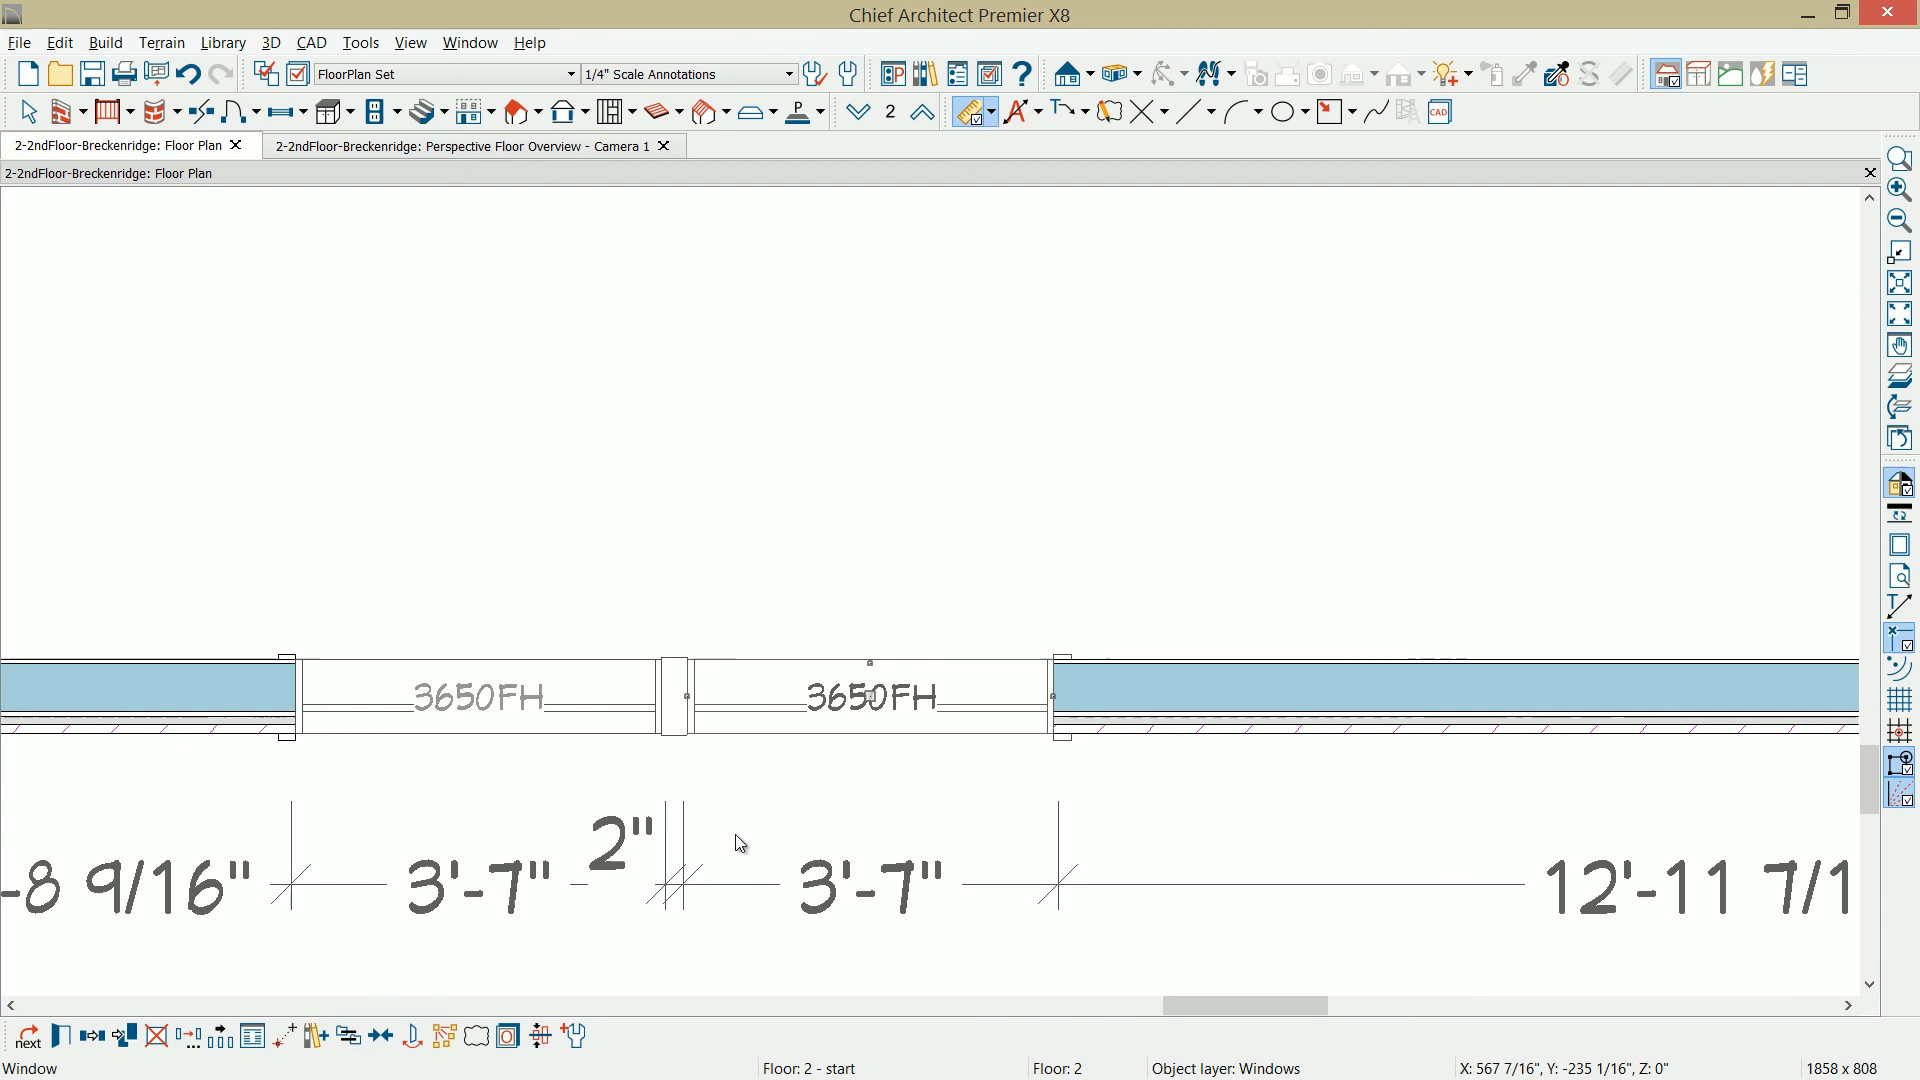 Chief Architect Premier X8
File Edit Build Terrain Library 3D CAD Tools View Window Help
FloorPlan Set 1/4" Scale Annotations
P ?
P 2 A CAD
2-2ndFloor-Breckenridge: Floor Plan 2-2ndFloor-Breckenridge: Perspective Floor Overview - Camera 1
2-2ndFloor-Breckenridge: Floor Plan
3650FH 3650FH
2"
-8 9/16" 3'-7" 3'-7" 12'-11 7/1
next
Window Floor: 2 - start Floor: 2 Object layer: Windows X: 567 7/16", Y: -235 1/16", Z: 0" 1858 x 808